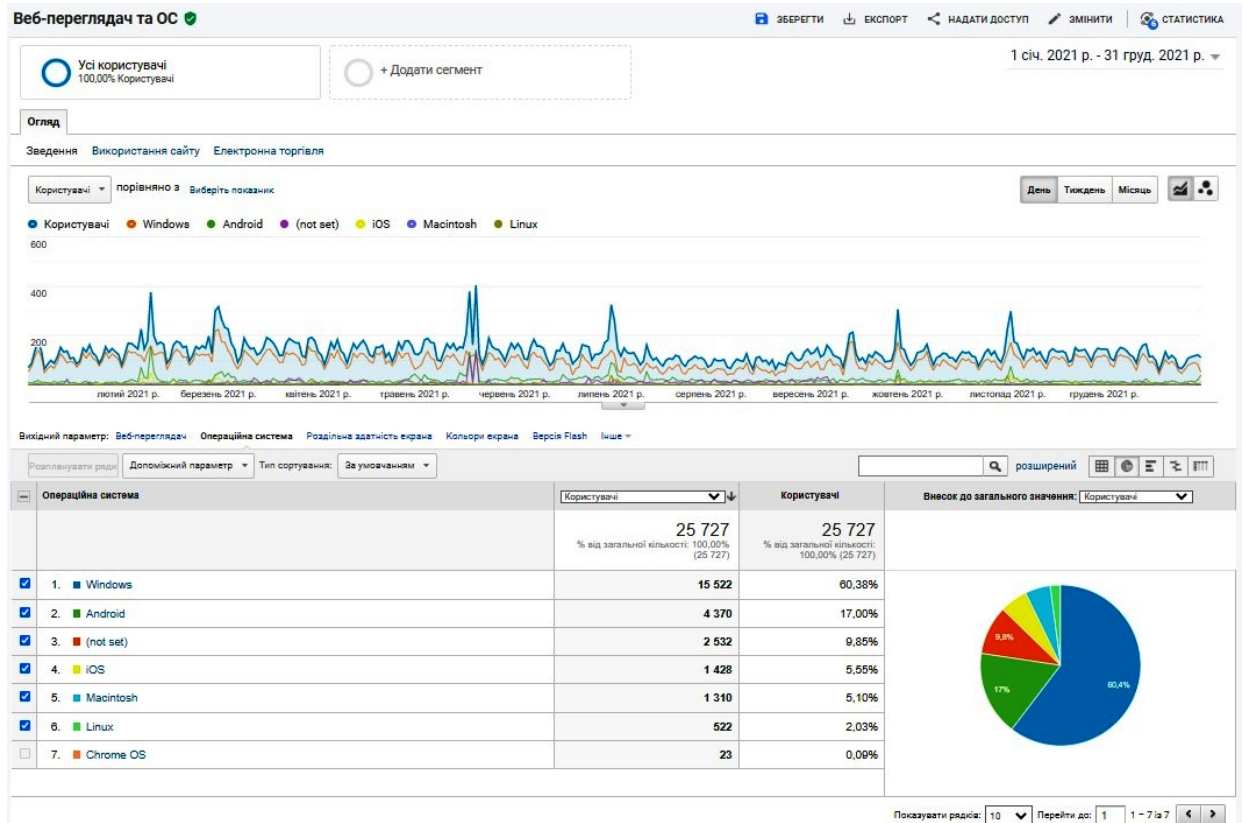 Веб-переглядач та ОС
ЗБЕРЕГТИ ЕКСПОРТ НАДАТИ ДОСТУП ЗМІНИТИ СТАТИСТИКА
1 січ. 2021 р. - 31 груд. 2021 р.
Усі користувачі
100,00% Користувачі
+ Додати сегмент
Огляд
Зведення Використання сайту Електронна торгівля
Користувачі порівняно з Виберіть показник
День Тиждень Місяць
Користувачі Windows Android (not set) iOS Macintosh Linux
600
400
200
лютий 2021 р. березень 2021 р. квітень 2021 р. травень 2021 р. червень 2021 р. липень 2021 р. серпень 2021 р. вересень 2021 р. жовтень 2021 р. листопад 2021 р. грудень 2021 р.
Вихідний параметр: Веб-переглядач Операційна система Роздільна здатність екрана Кольори екрана Версія Flash Інше
Розпланувати ряди Допоміжний параметр Тип сортування: За умовчанням розширений
Операційна система Користувачі Користувачі Внесок до загального значення: Користувачі
25 727 25 727
% від загальної кількості: 100,00% (25 727) % від загальної кількості: 100,00% (25 727)
1. Windows 15 522 60,38%
2. Android 4 370 17,00%
3. (not set) 2 532 9,85%
4. iOS 1 428 5,55%
5. Macintosh 1 310 5,10%
6. Linux 522 2,03%
7. Chrome OS 23 0,09%
9,8%
17%
60,4%
Показувати рядків: 10 Перейти до: 1 1 – 7 із 7